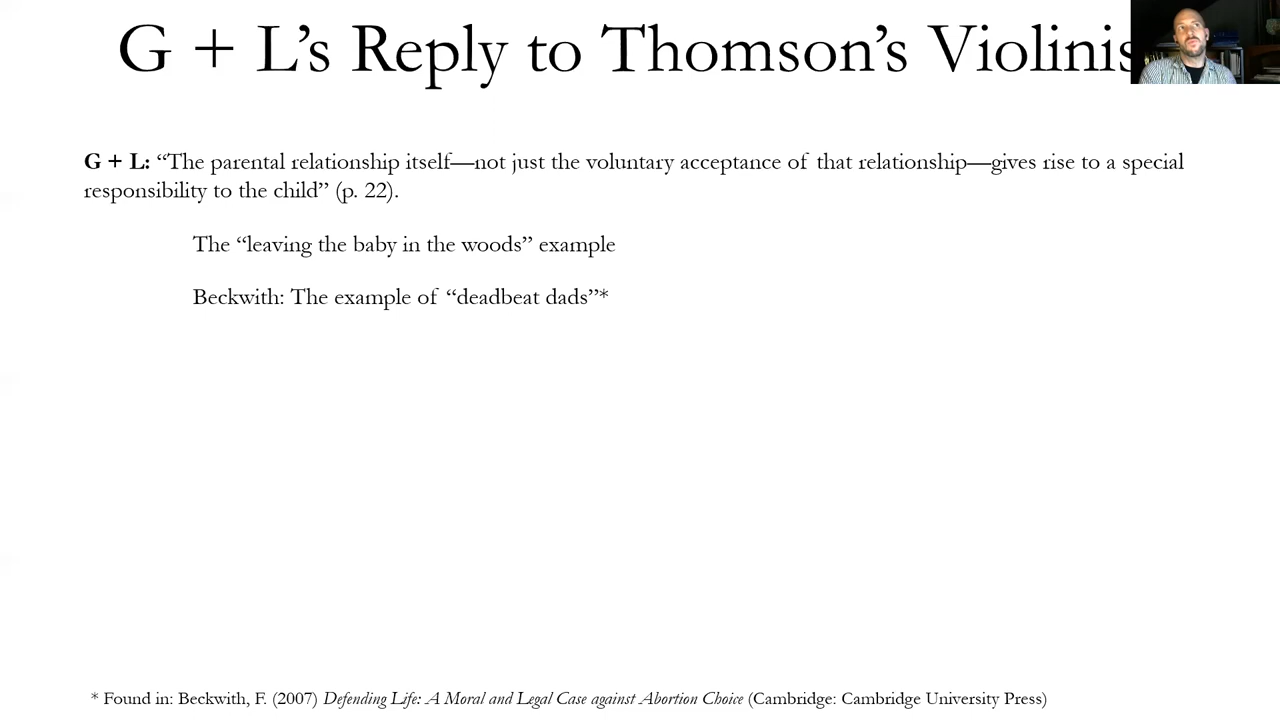 G + L's Reply to Thomson's Violinis
G + L: “The parental relationship itself—not just the voluntary acceptance of that relationship—gives rise to a special
responsibility to the child” (p. 22).
The “leaving the baby in the woods” example
Beckwith: The example of “deadbeat dads”*
* Found in: Beckwith, F. (2007) Defending Life: A Moral and Legal Case against Abortion Choice (Cambridge: Cambridge University Press)